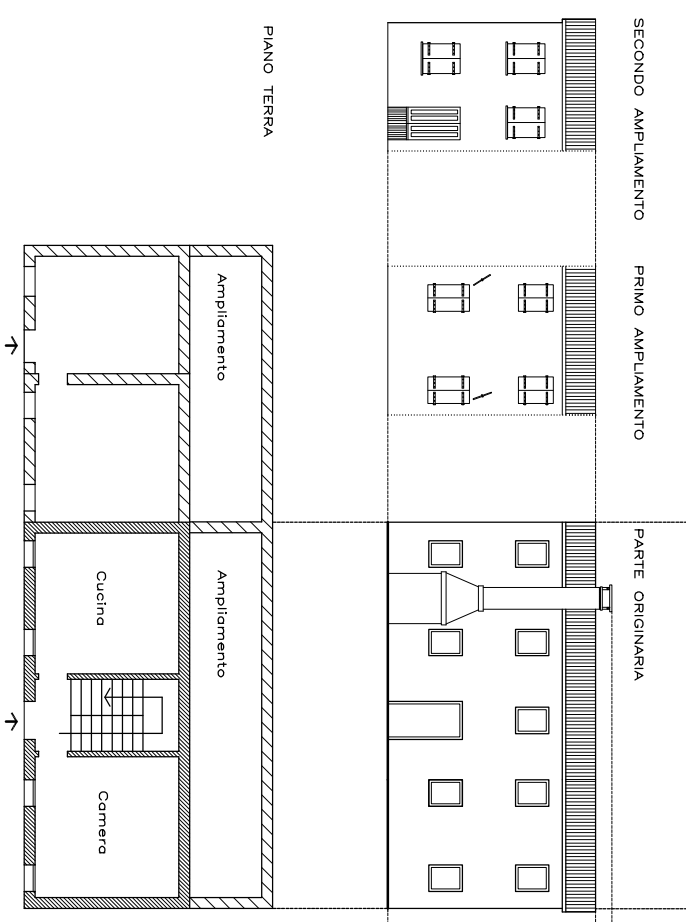 SECONDO AMPLIAMENTO
PRIMO AMPLIAMENTO
PARTE ORIGINARIA
PIANO TERRA
Ampliamento
Ampliamento
Cucina
Camera